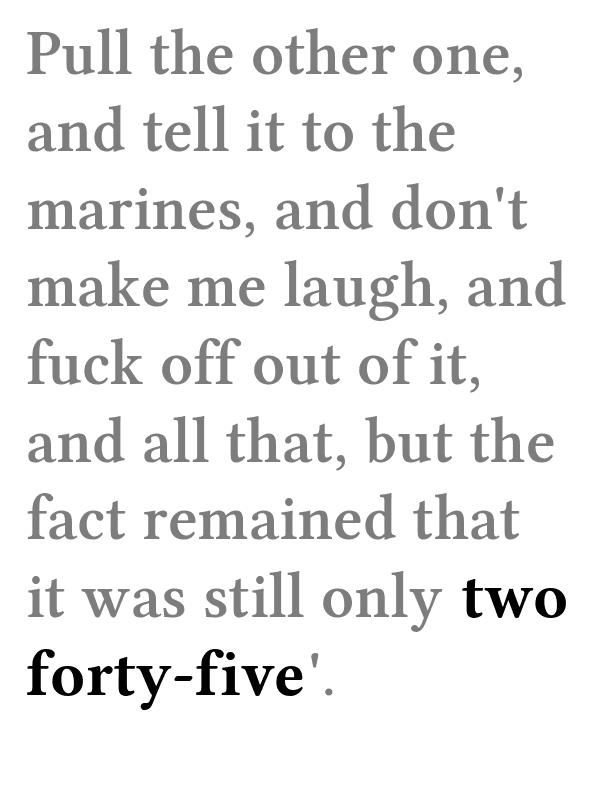 Pull the other one,
and tell it to the
marines, and don't
make me laugh, and
fuck off out of it,
and all that, but the
fact remained that
it was still only two
forty-five'.